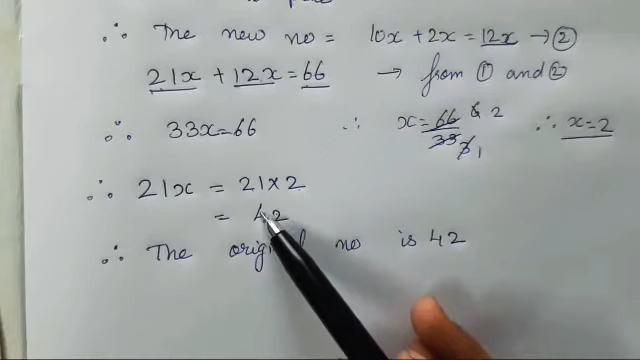 ∴ The new no = 10x + 2x = 12x → ②
21x + 12x = 66 → from ① and ②
∴ 33x = 66 ∴ x = 66/33 ∴ x = 2
∴ 21x = 21 × 2
= 42
∴ The original no is 42